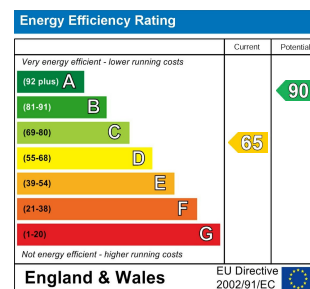 Energy Efficiency Rating
Current Potential
Very energy efficient - lower running costs
(92 plus) A
(81-91) B
(69-80) C
(55-68) D
(39-54) E
(21-38) F
(1-20) G
65
90
Not energy efficient - higher running costs
England & Wales
EU Directive
2002/91/EC